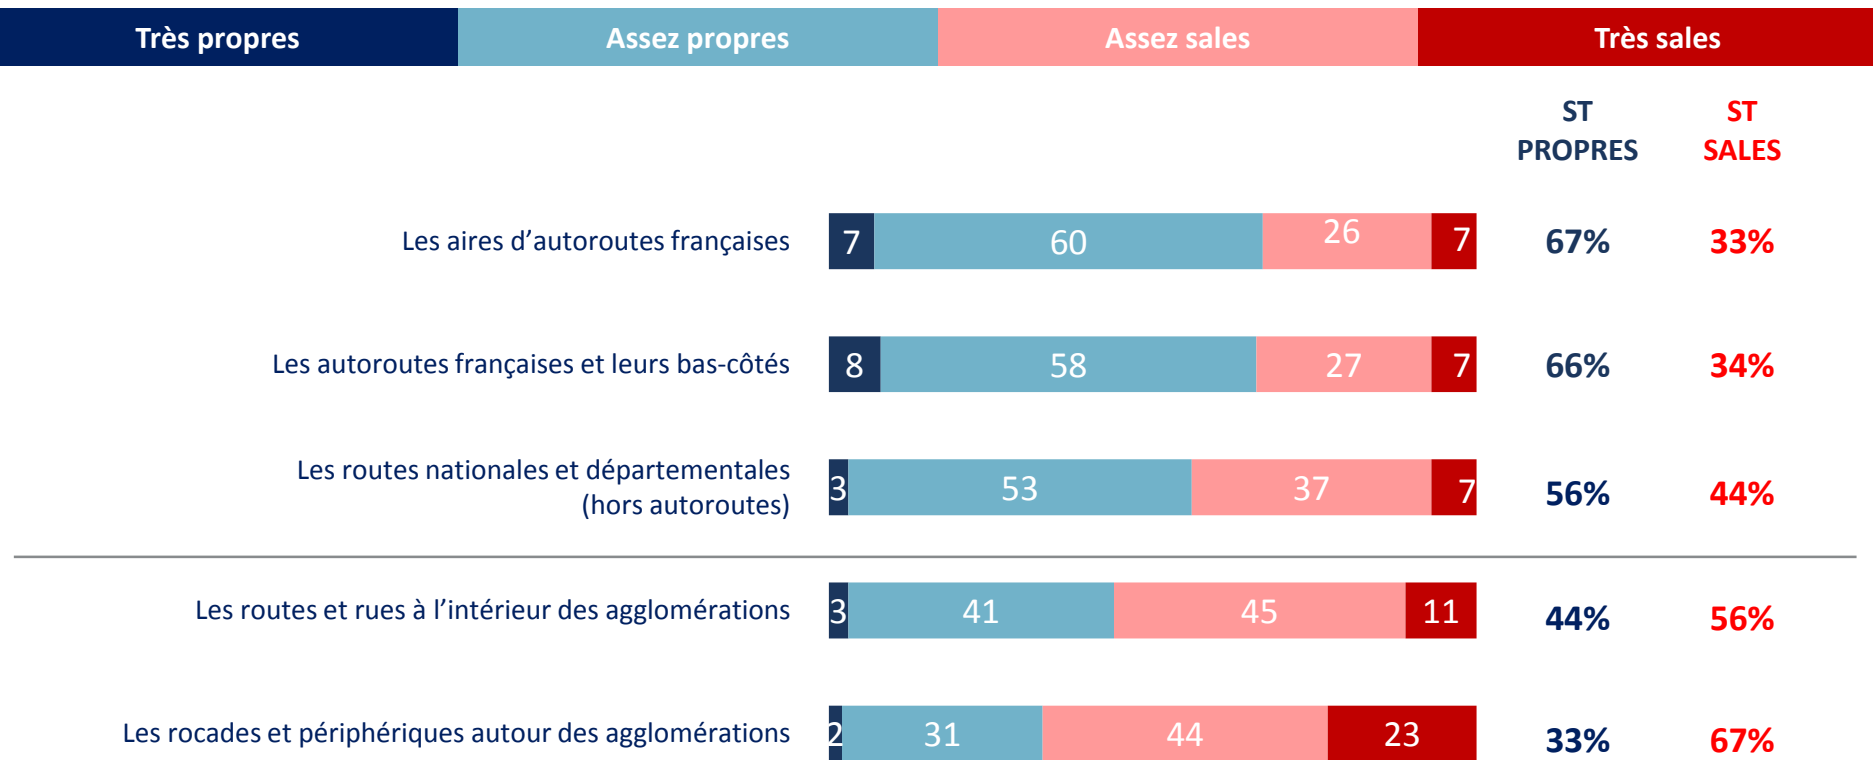 Très propres Assez propres Assez sales Très sales
ST PROPRES ST SALES
Les aires d’autoroutes françaises 7 60 26 7 67% 33%
Les autoroutes françaises et leurs bas-côtés 8 58 27 7 66% 34%
Les routes nationales et départementales
(hors autoroutes) 3 53 37 7 56% 44%
Les routes et rues à l’intérieur des agglomérations 3 41 45 11 44% 56%
Les rocades et périphériques autour des agglomérations 2 31 44 23 33% 67%